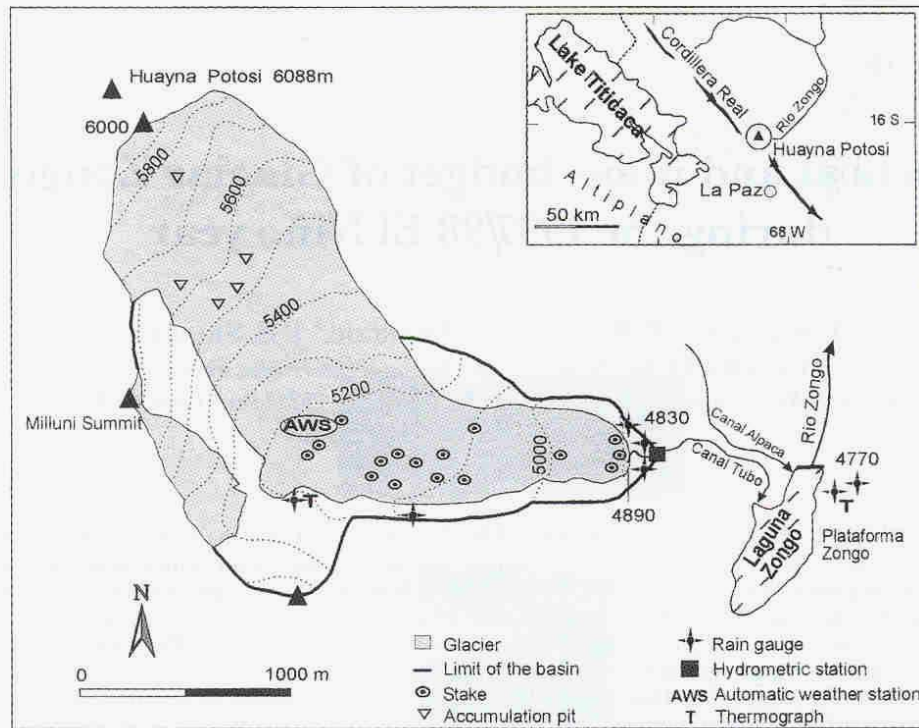 Huayna Potosi 6088m
6000
5800
5600
5400
5200
5000
AWS
Milluni Summit
T
4830
4890
Canal Alpaca
Canal Tubo
Rio Zongo
4770
T
Laguna Zongo
Plataforma
Zongo
Lake Titidaca
Cordillera Real
Rio Zongo
16 S
Huayna Potosi
La Paz
Altiplano
50 km
68 W
N
0 1000 m
Glacier
Limit of the basin
Stake
Accumulation pit
Rain gauge
Hydrometric station
AWS Automatic weather station
T Thermograph